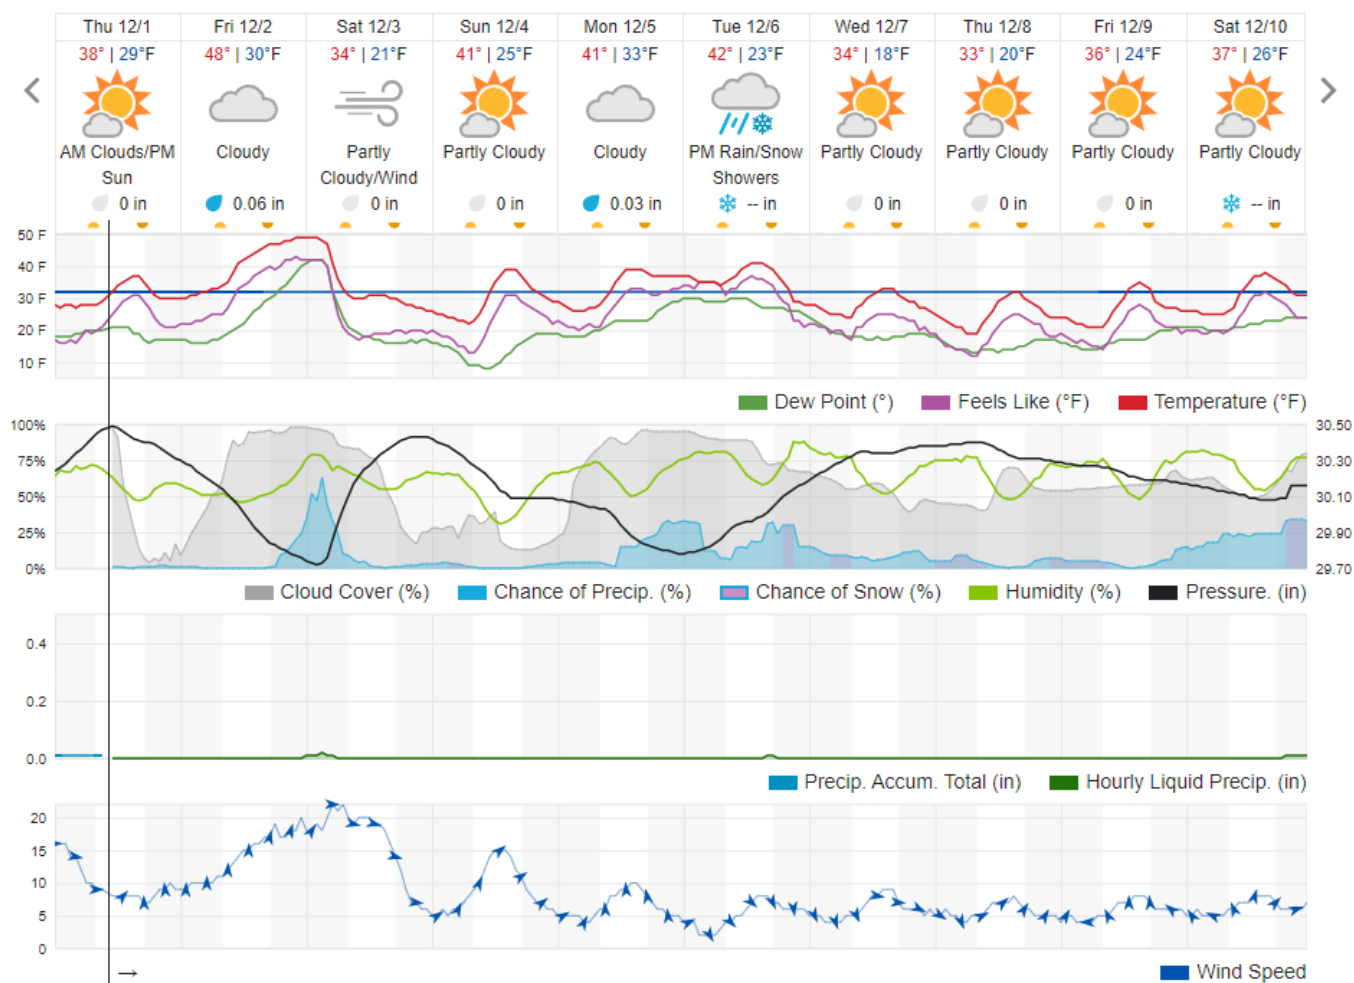 Thu 12/1 Fri 12/2 Sat 12/3 Sun 12/4 Mon 12/5 Tue 12/6 Wed 12/7 Thu 12/8 Fri 12/9 Sat 12/10
38° | 29°F 48° | 30°F 34° | 21°F 41° | 25°F 41° | 33°F 42° | 23°F 34° | 18°F 33° | 20°F 36° | 24°F 37° | 26°F
AM Clouds/PM Cloudy Partly Partly Cloudy Cloudy PM Rain/Snow Partly Cloudy Partly Cloudy Partly Cloudy Partly Cloudy
Sun Cloudy/Wind Showers
0 in 0.06 in 0 in 0 in 0.03 in -- in 0 in 0 in 0 in -- in
50 F
40 F
30 F
20 F
10 F
Dew Point (°) Feels Like (°F) Temperature (°F)
100% 30.50
75% 30.30
50% 30.10
25% 29.90
0% 29.70
Cloud Cover (%) Chance of Precip. (%) Chance of Snow (%) Humidity (%) Pressure. (in)
0.4
0.2
0.0
Precip. Accum. Total (in) Hourly Liquid Precip. (in)
20
15
10
5
0
→ Wind Speed